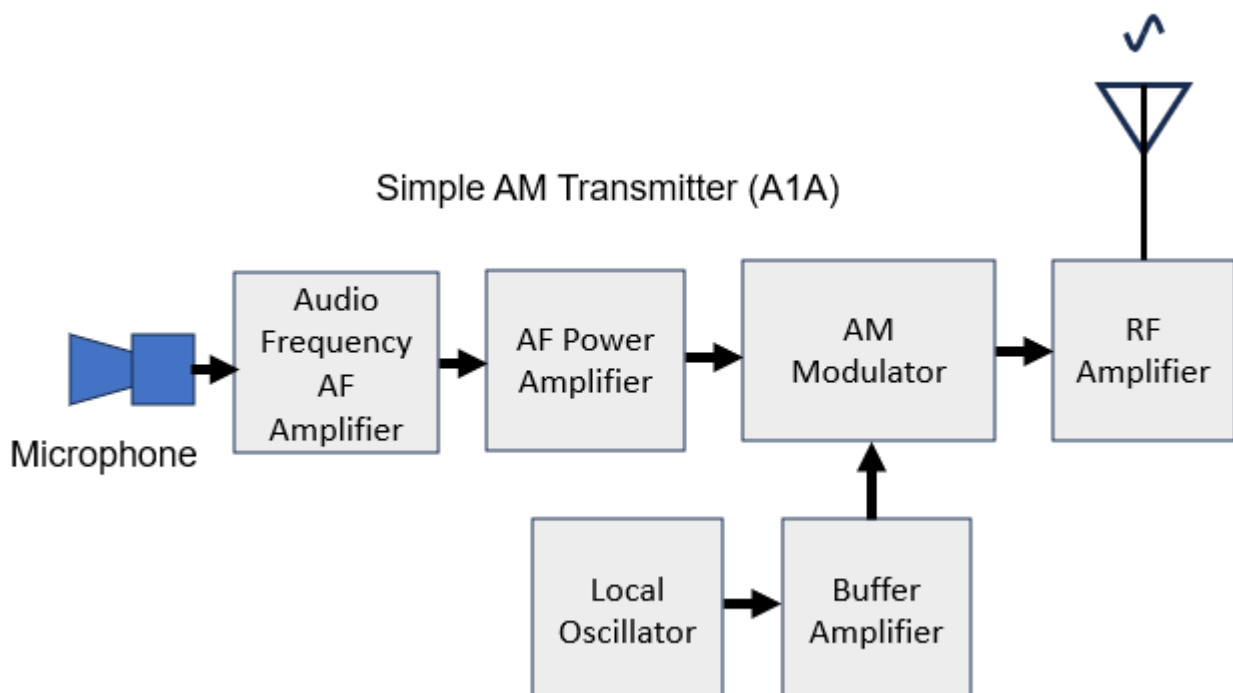 Simple AM Transmitter (A1A)
Microphone
Audio
Frequency
AF
Amplifier
AF Power
Amplifier
AM
Modulator
RF
Amplifier
Local
Oscillator
Buffer
Amplifier